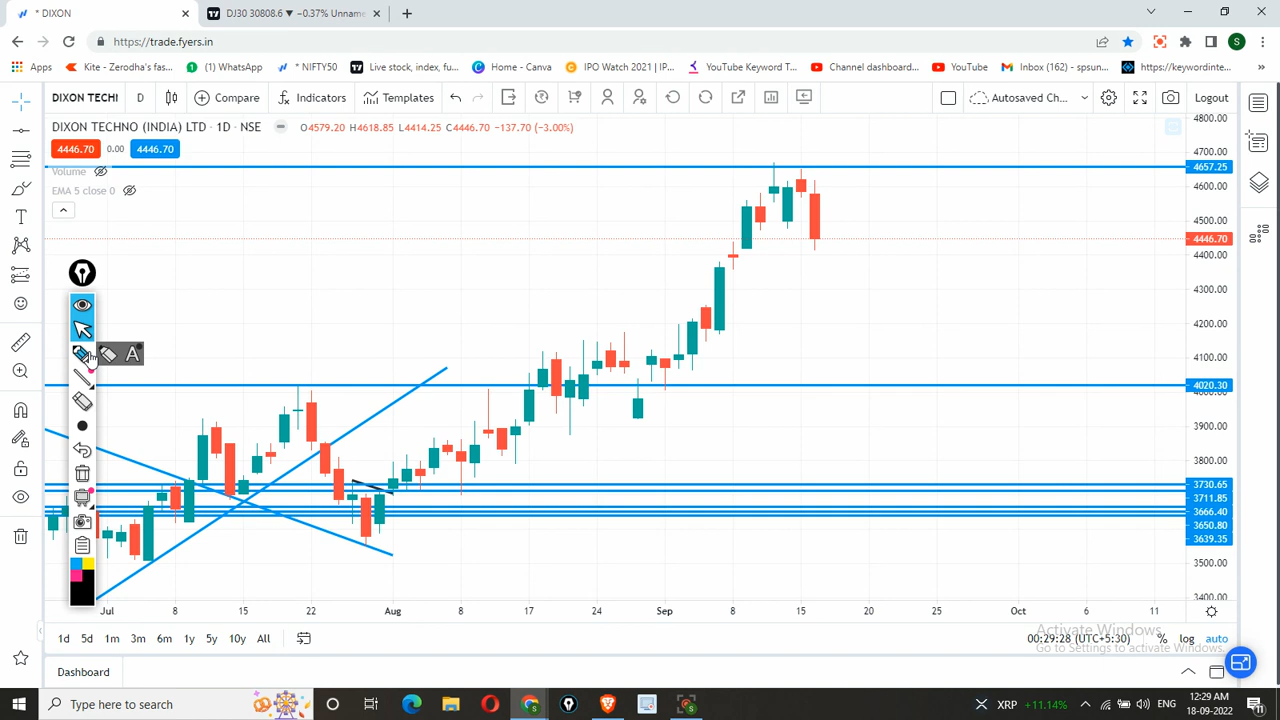 * DIXON
DJ30 30808.6 ▼ −0.37% Unname
https://trade.fyers.in
Apps
Kite - Zerodha's fas...
(1) WhatsApp
* NIFTY50
Live stock, index, fu...
Home - Canva
IPO Watch 2021 | IP...
YouTube Keyword T...
Channel dashboard...
YouTube
Inbox (162) - spsun...
https://keywordinte...
DIXON TECHI
D
Compare
Indicators
Templates
Autosaved Ch...
Logout
DIXON TECHNO (INDIA) LTD · 1D · NSE
O4579.20 H4618.85 L4414.25 C4446.70 −137.70 (−3.00%)
4446.70 0.00 4446.70
Volume
EMA 5 close 0
A
4800.00
4700.00
4657.25
4600.00
4500.00
4446.70
4400.00
4300.00
4200.00
4100.00
4020.30
4000.00
3900.00
3800.00
3730.65
3711.85
3666.40
3650.80
3639.35
3500.00
3400.00
Jul 8 15 22 Aug 8 17 24 Sep 8 15 20 25 Oct 6 11
1d 5d 1m 3m 6m 1y 5y 10y All
00:29:28 (UTC+5:30) % log auto
Activate Windows
Go to Settings to activate Windows.
Dashboard
Type here to search
XRP +11.14%
ENG
12:29 AM
18-09-2022